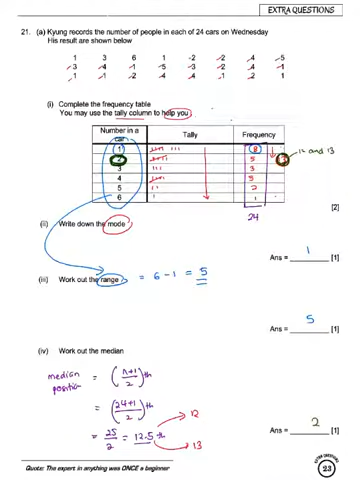 EXTRA QUESTIONS
21. (a) Kyung records the number of people in each of 24 cars on Wednesday
His result are shown below
1 3 6 1 2 2 4 5
3 4 1 5 3 2 4 1
1 1 2 4 4 1 2 1
(i) Complete the frequency table
You may use the tally column to help you
Number in a car Tally Frequency
1 8
2 5 12 and 13
3 3
4 5
5 2
6 1
24
[2]
(ii) Write down the mode
Ans = 1 [1]
(iii) Work out the range = 6 - 1 = 5
Ans = 5 [1]
(iv) Work out the median
median position = (n+1/2)th
= (24+1/2)th
= 25/2 = 12.5th
12
13
Ans = 2 [1]
EXTRA QUESTIONS
23
Quote: The expert in anything was ONCE a beginner